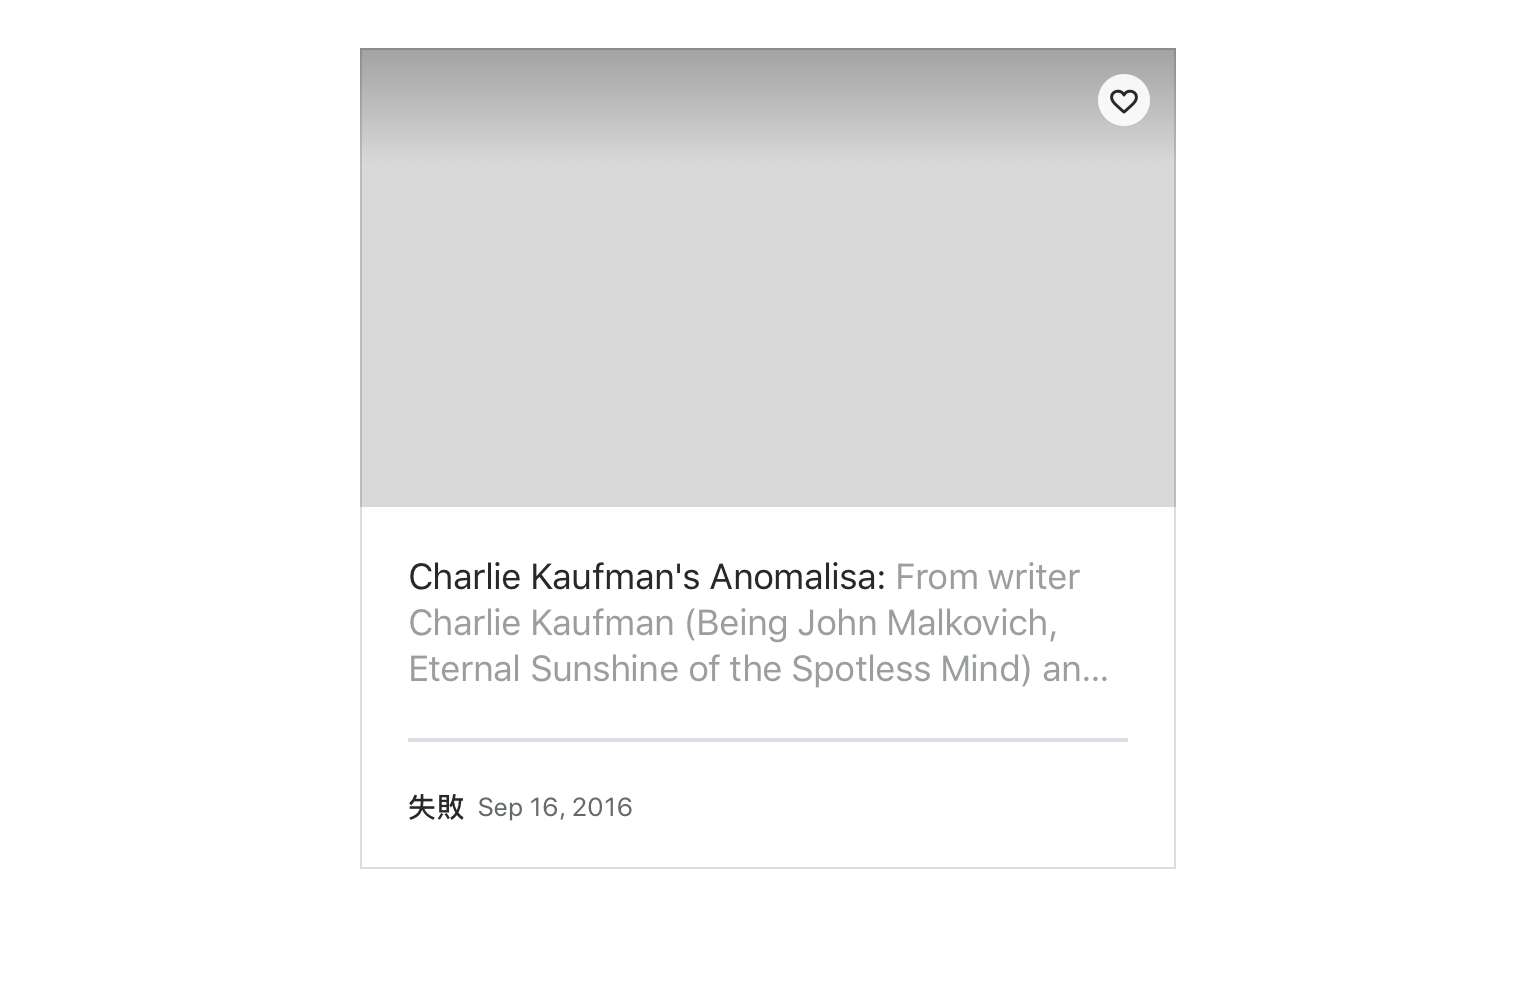 Charlie Kaufman's Anomalisa: From writer
Charlie Kaufman (Being John Malkovich,
Eternal Sunshine of the Spotless Mind) an...
失敗 Sep 16, 2016